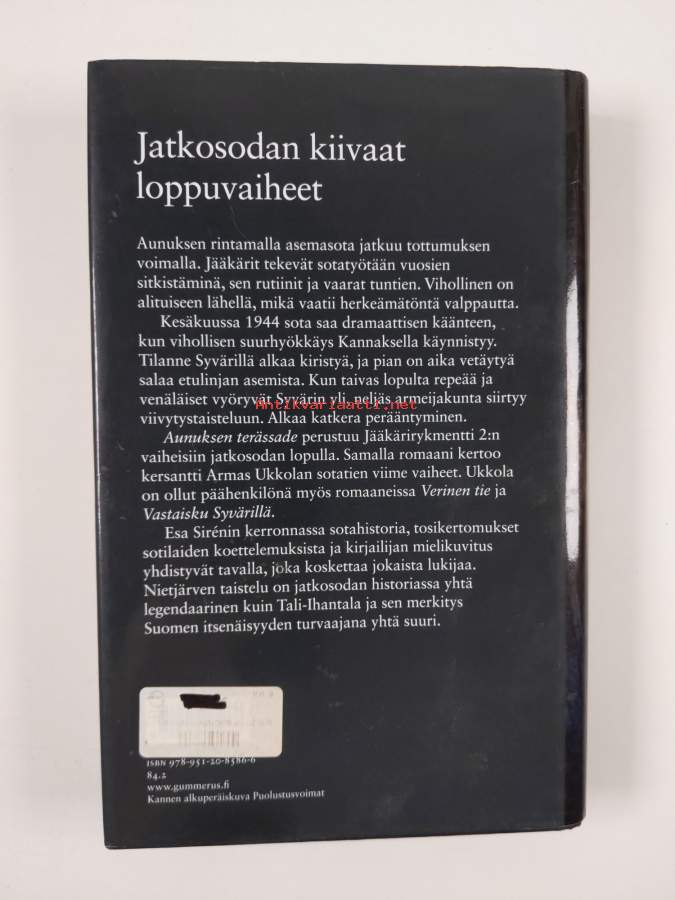 Jatkosodan kiivaat
loppuvaiheet
Aunuksen rintamalla asemasota jatkuu tottumuksen
voimalla. Jääkärit tekevät sotatyötään vuosien
sitkistäminä, sen rutiinit ja vaarat tuntien. Vihollinen on
alituiseen lähellä, mikä vaatii herkeämätöntä valppautta.
Kesäkuussa 1944 sota saa dramaattisen käänteen,
kun vihollisen suurhyökkäys Kannaksella käynnistyy.
Tilanne Syvärillä alkaa kiristyä, ja pian on aika vetäytyä
salaa etulinjan asemista. Kun taivas lopulta repeää ja
venäläiset vyöryvät Syvärin yli, neljäs armeijakunta siirtyy
Antikvariaatti.net
viivytystaisteluun. Alkaa katkera perääntyminen.
Aunuksen terässade perustuu Jääkärirykmentti 2:n
vaiheisiin jatkosodan lopulla. Samalla romaani kertoo
kersantti Armas Ukkolan sotatien viime vaiheet. Ukkola
on ollut päähenkilönä myös romaaneissa Verinen tie ja
Vastaisku Syvärillä.
Esa Sirénin kerronnassa sotahistoria, tosikertomukset
sotilaiden koettelemuksista ja kirjailijan mielikuvitus
yhdistyvät tavalla, joka koskettaa jokaista lukijaa.
Nietjärven taistelu on jatkosodan historiassa yhtä
legendaarinen kuin Tali-Ihantala ja sen merkitys
Suomen itsenäisyyden turvaajana yhtä suuri.
ISBN 978-951-20-8586-6
84.2
www.gummerus.fi
Kannen alkuperäiskuva Puolustusvoimat